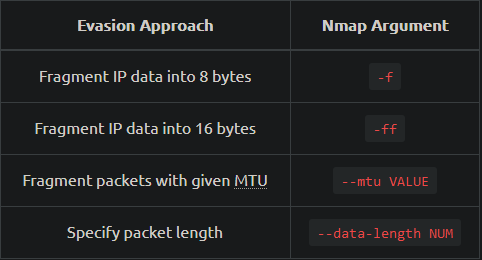 Evasion Approach Nmap Argument
Fragment IP data into 8 bytes -f
Fragment IP data into 16 bytes -ff
Fragment packets with given MTU --mtu VALUE
Specify packet length --data-length NUM